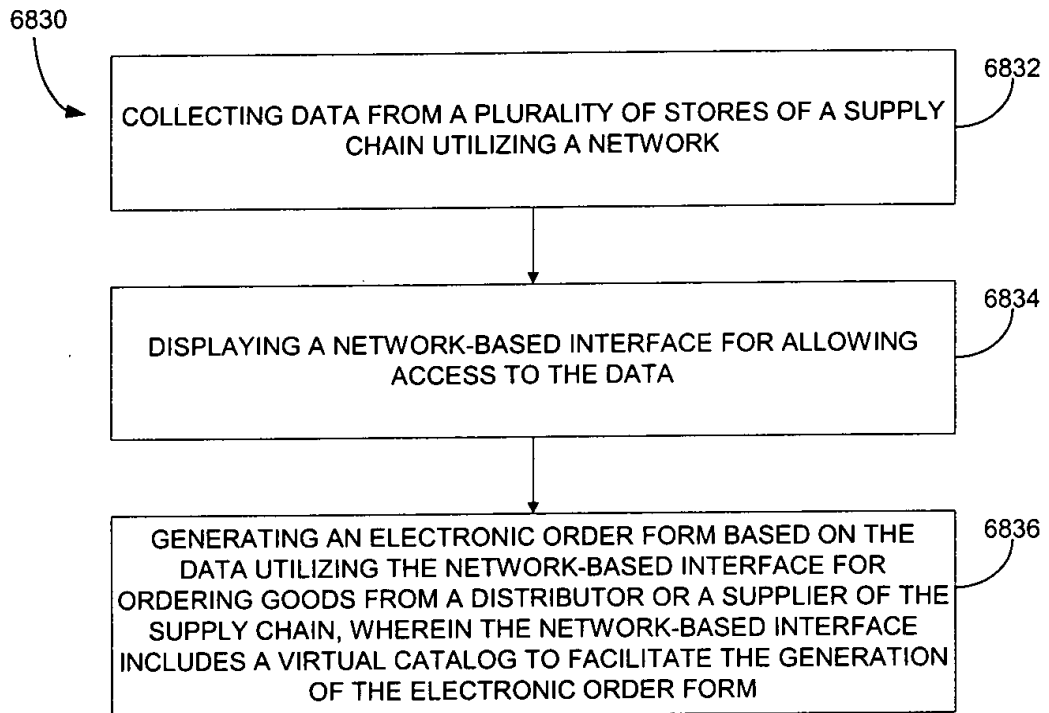 6830
6832
COLLECTING DATA FROM A PLURALITY OF STORES OF A SUPPLY
CHAIN UTILIZING A NETWORK
6834
DISPLAYING A NETWORK-BASED INTERFACE FOR ALLOWING
ACCESS TO THE DATA
6836
GENERATING AN ELECTRONIC ORDER FORM BASED ON THE
DATA UTILIZING THE NETWORK-BASED INTERFACE FOR
ORDERING GOODS FROM A DISTRIBUTOR OR A SUPPLIER OF THE
SUPPLY CHAIN, WHEREIN THE NETWORK-BASED INTERFACE
INCLUDES A VIRTUAL CATALOG TO FACILITATE THE GENERATION
OF THE ELECTRONIC ORDER FORM